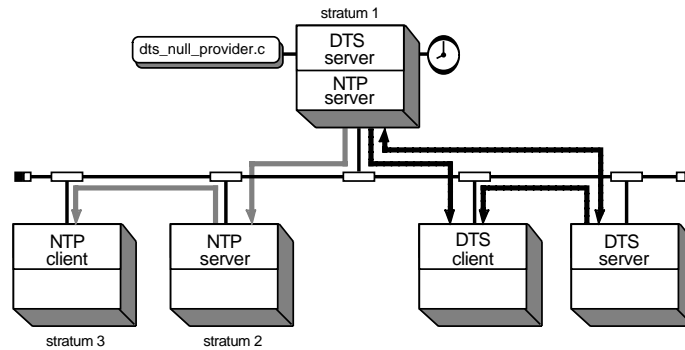 stratum 1
dts_null_provider.c
DTS
server
NTP
server
NTP
client
NTP
server
DTS
client
DTS
server
stratum 3
stratum 2